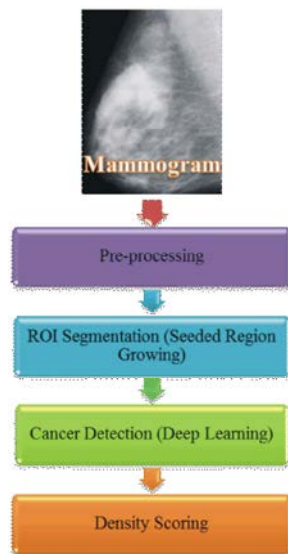 Mammogram
Pre-processing
ROI Segmentation (Seeded Region
Growing)
Cancer Detection (Deep Learning)
Density Scoring